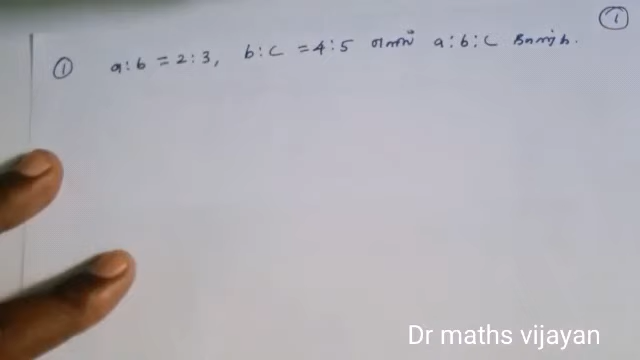 1
① a:b = 2:3, b:c = 4:5 எனில் a:b:c காண்க.
Dr maths vijayan